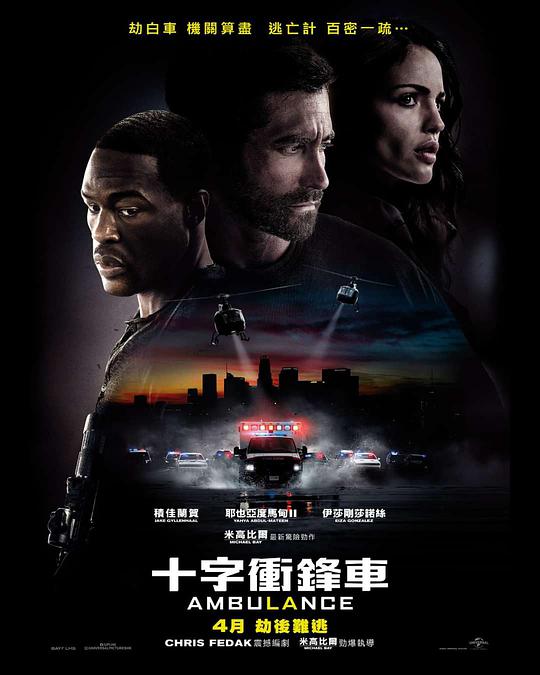 劫白車 機關算盡 逃亡計 百密一疏…
積佳蘭賀 耶也亞度馬甸II 伊莎剛莎諾絲
JAKE GYLLENHAAL YAHYA ABDUL-MATEEN EIZA GONZALEZ
米高比爾 最新驚險勁作
MICHAEL BAY
十字衝鋒車
AMBULANCE
4月 劫後難逃
CHRIS FEDAK 震撼編劇 米高比爾 勁爆執導
MICHAEL BAY